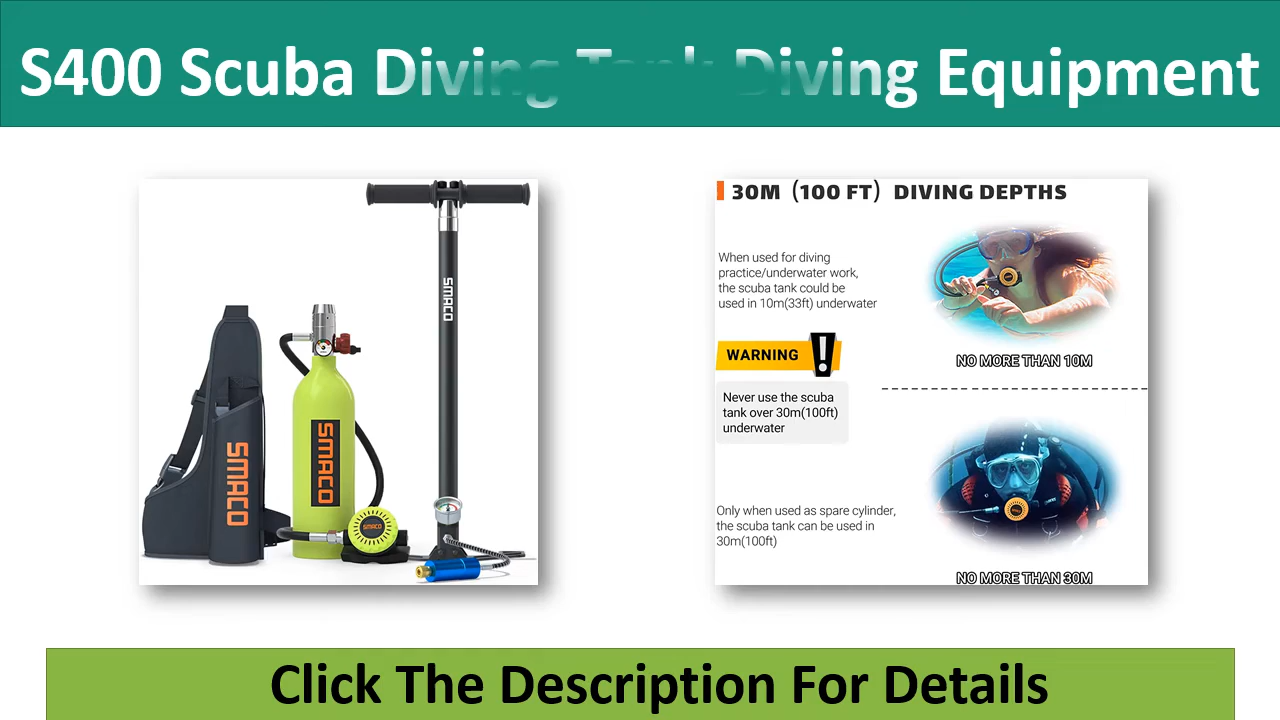 S400 Scuba Diving Tank Diving Equipment
SMACO
SMACO
SMACO
SMACO
30M (100 FT) DIVING DEPTHS
When used for diving
practice/underwater work,
the scuba tank could be
used in 10m(33ft) underwater
NO MORE THAN 10M
WARNING !
Never use the scuba
tank over 30m(100ft)
underwater
Only when used as spare cylinder,
the scuba tank can be used in
30m(100ft)
NO MORE THAN 30M
Click The Description For Details